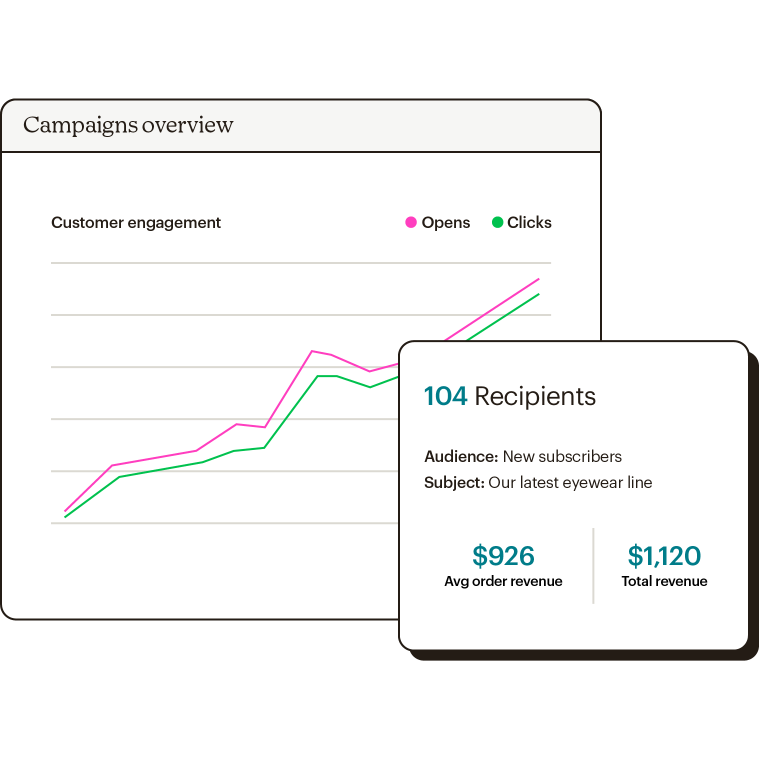 Campaigns overview
Customer engagement
Opens
Clicks
104 Recipients
Audience: New subscribers
Subject: Our latest eyewear line
$926
Avg order revenue
$1,120
Total revenue